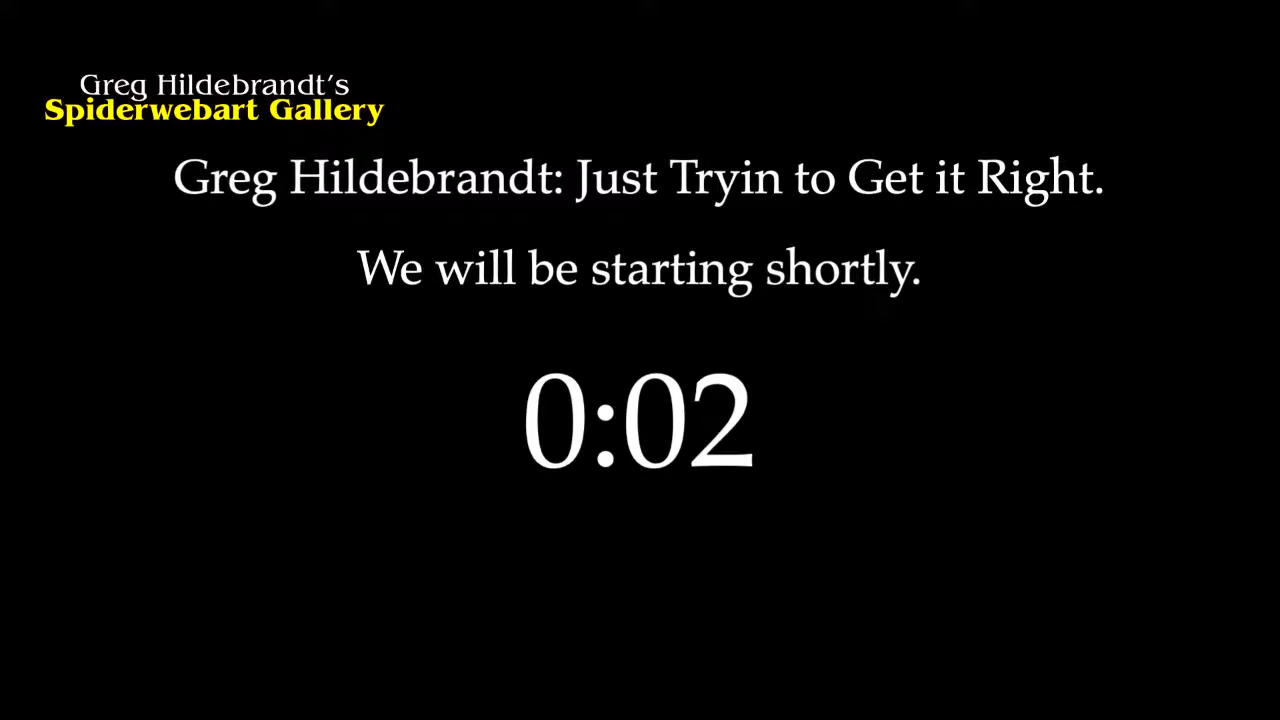 Greg Hildebrandt's
Spiderwebart Gallery
Greg Hildebrandt: Just Tryin to Get it Right.
We will be starting shortly.
0:02